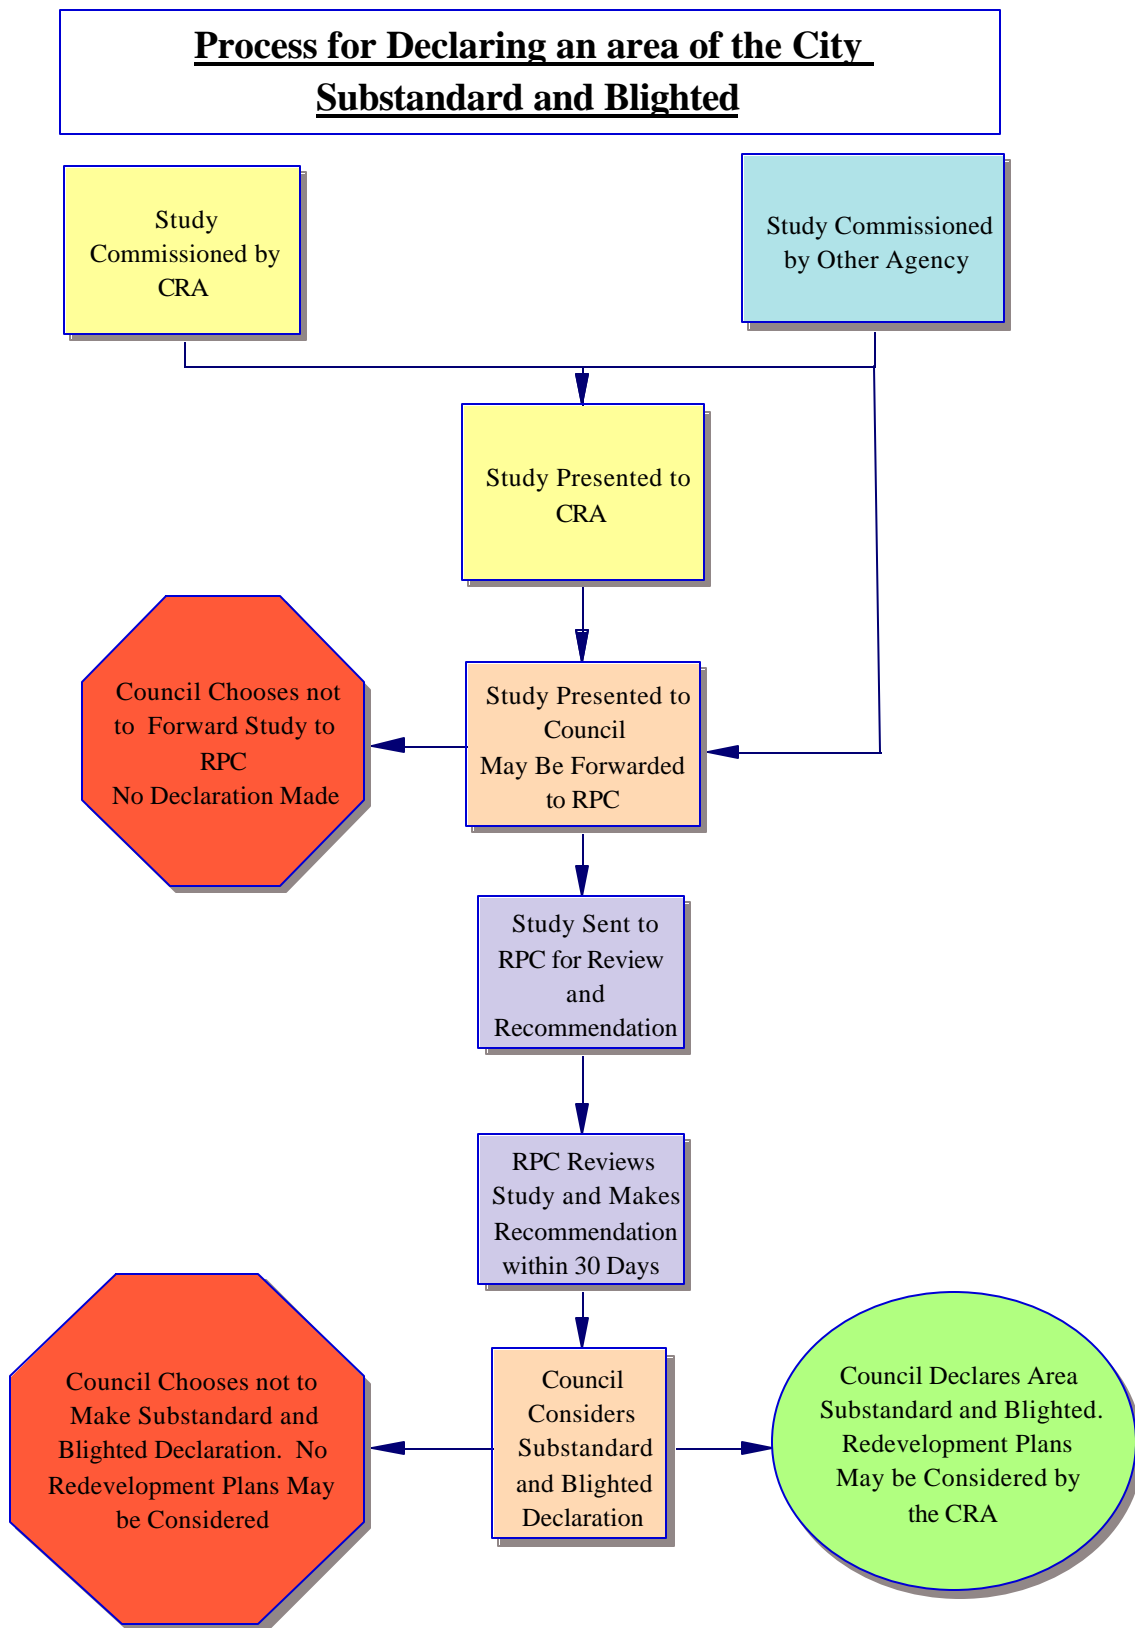 Process for Declaring an area of the City
Substandard and Blighted
Study
Commissioned by
CRA
Study Commissioned
by Other Agency
Study Presented to
CRA
Council Chooses not
to Forward Study to
RPC
No Declaration Made
Study Presented to
Council
May Be Forwarded
to RPC
Study Sent to
RPC for Review
and
Recommendation
RPC Reviews
Study and Makes
Recommendation
within 30 Days
Council Chooses not to
Make Substandard and
Blighted Declaration. No
Redevelopment Plans May
be Considered
Council
Considers
Substandard
and Blighted
Declaration
Council Declares Area
Substandard and Blighted.
Redevelopment Plans
May be Considered by
the CRA